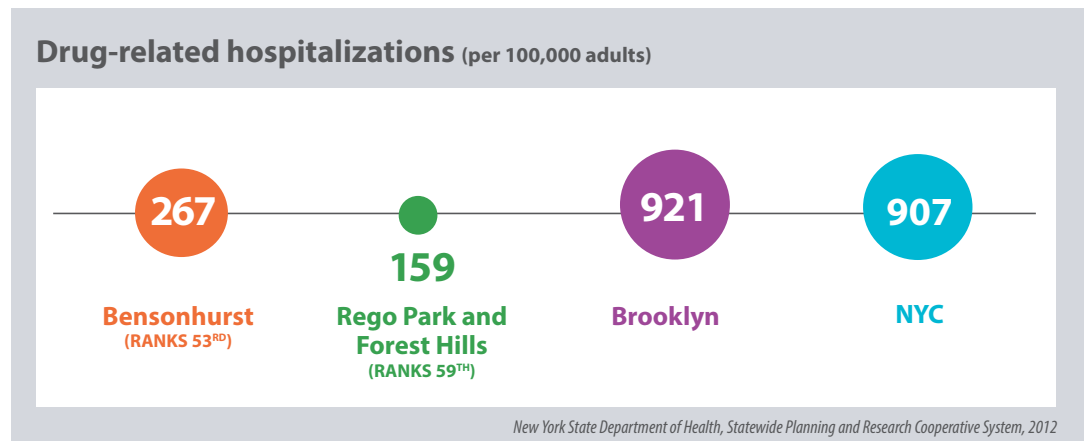 Drug-related hospitalizations (per 100,000 adults)
267
159
921
907
Bensonhurst
(RANKS 53RD)
Rego Park and
Forest Hills
(RANKS 59TH)
Brooklyn
NYC
New York State Department of Health, Statewide Planning and Research Cooperative System, 2012